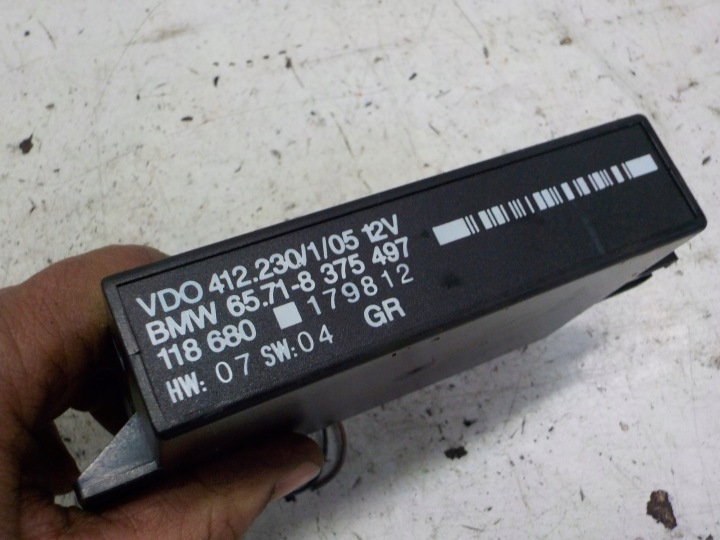 VDO 412.230/1/05 12V
BMW 65.71-8 375 497
118 680 179812
HW: 07 SW: 04 GR